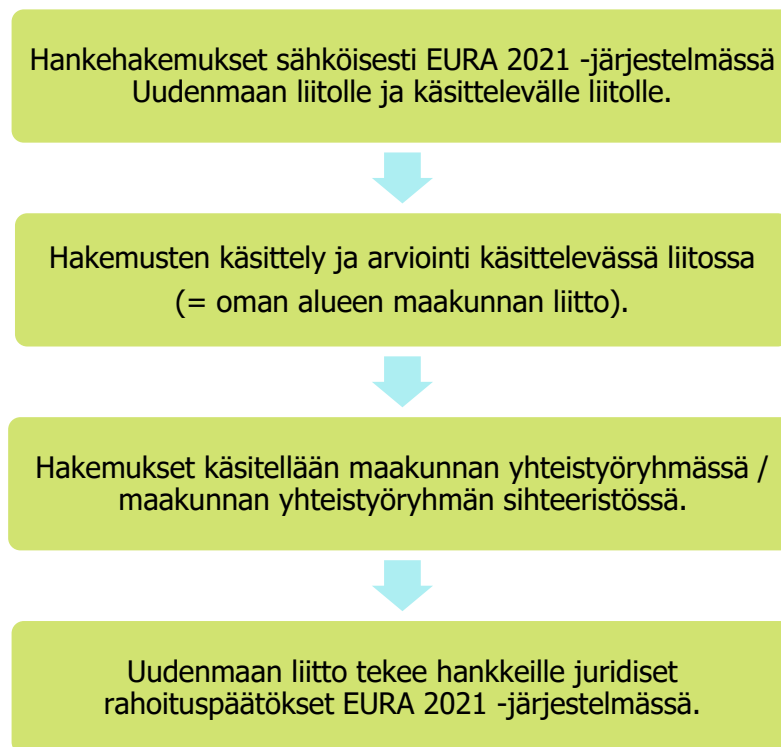 Hankehakemukset sähköisesti EURA 2021 -järjestelmässä
Uudenmaan liitolle ja käsittelevälle liitolle.
Hakemusten käsittely ja arviointi käsittelevässä liitossa
(= oman alueen maakunnan liitto).
Hakemukset käsitellään maakunnan yhteistyöryhmässä /
maakunnan yhteistyöryhmän sihteeristössä.
Uudenmaan liitto tekee hankkeille juridiset
rahoituspäätökset EURA 2021 -järjestelmässä.